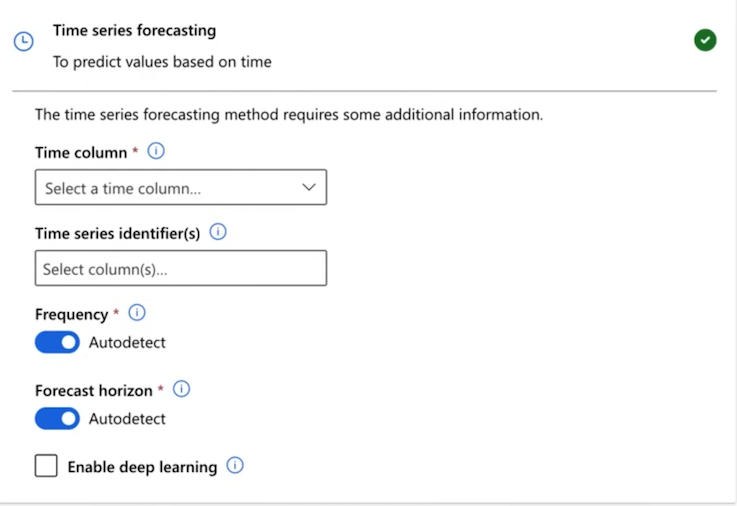 Time series forecasting
To predict values based on time
The time series forecasting method requires some additional information.
Time column *
Select a time column...
Time series identifier(s)
Select column(s)...
Frequency *
Autodetect
Forecast horizon *
Autodetect
Enable deep learning